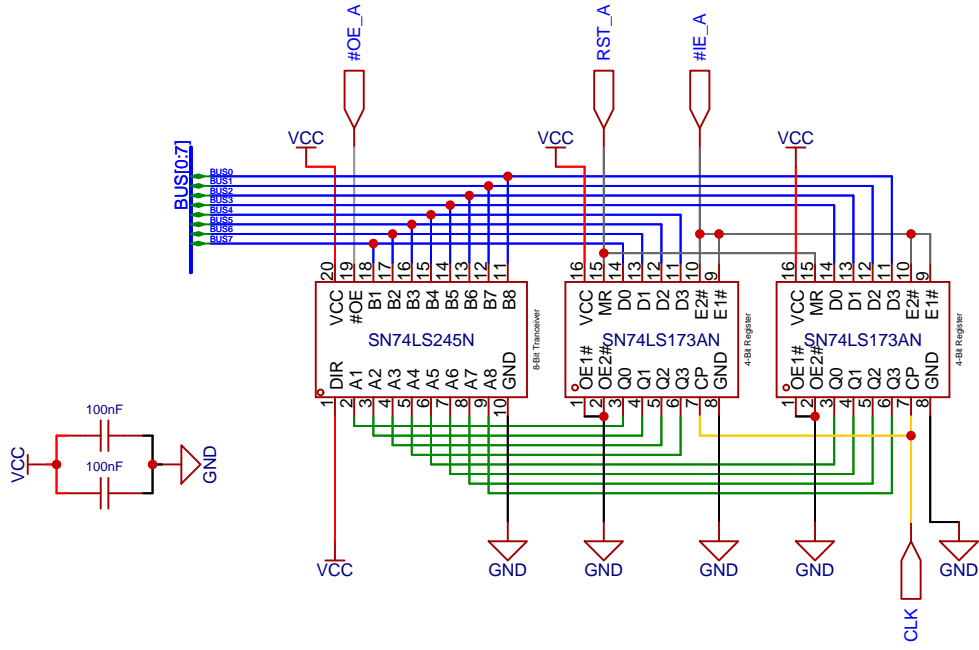 #OE_A
RST_A
#IE_A
VCC
VCC
VCC
BUS[0:7]
BUS0
BUS1
BUS2
BUS3
BUS4
BUS5
BUS6
BUS7
20 19 18 17 16 15 14 13 12 11
VCC #OE B1 B2 B3 B4 B5 B6 B7 B8
SN74LS245N
DIR A1 A2 A3 A4 A5 A6 A7 A8 GND
1 2 3 4 5 6 7 8 9 10
8-Bit Tranceiver
16 15 14 13 12 11 10 9
VCC MR D0 D1 D2 D3 E2# E1#
SN74LS173AN
OE1# OE2# Q0 Q1 Q2 Q3 CP GND
1 2 3 4 5 6 7 8
4-Bit Register
16 15 14 13 12 11 10 9
VCC MR D0 D1 D2 D3 E2# E1#
SN74LS173AN
OE1# OE2# Q0 Q1 Q2 Q3 CP GND
1 2 3 4 5 6 7 8
4-Bit Register
100nF
100nF
VCC
GND
VCC
GND
GND
GND
GND
GND
CLK